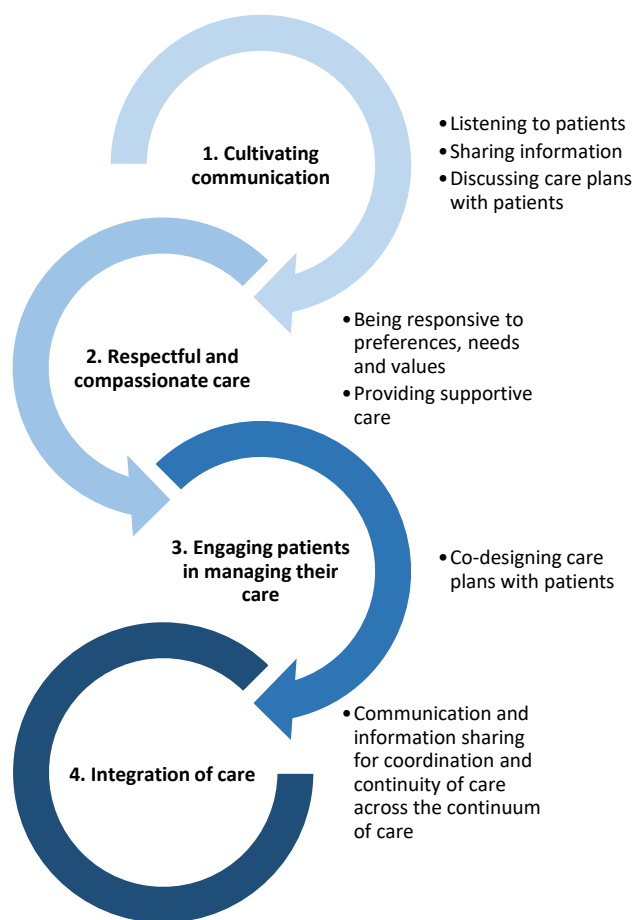 1. Cultivating
communication
•Listening to patients
•Sharing information
•Discussing care plans
with patients
2. Respectful and
compassionate care
•Being responsive to
preferences, needs
and values
•Providing supportive
care
3. Engaging patients
in managing their
care
•Co-designing care
plans with patients
4. Integration of care
•Communication and
information sharing
for coordination and
continuity of care
across the continuum
of care